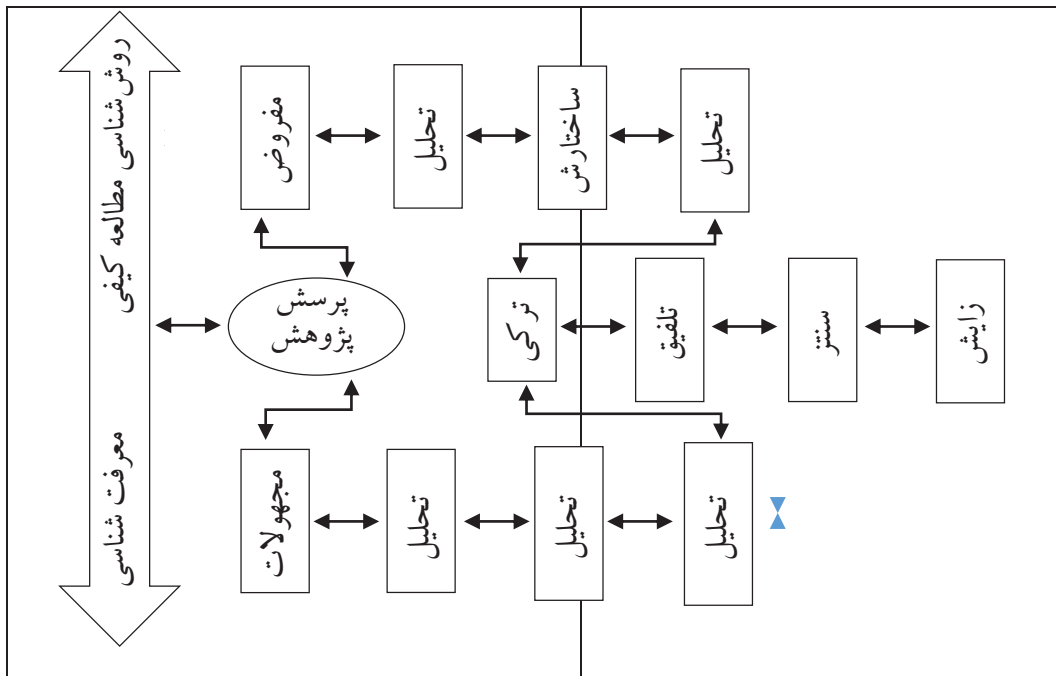 روش شناسی مطالعه کیفی
معرفت شناسی
پرسش
پژوهش
مفروض
تحلیل
ساختارش
تحلیل
ترکی
تلفیق
سنتز
زایش
مجهولات
تحلیل
تحلیل
تحلیل